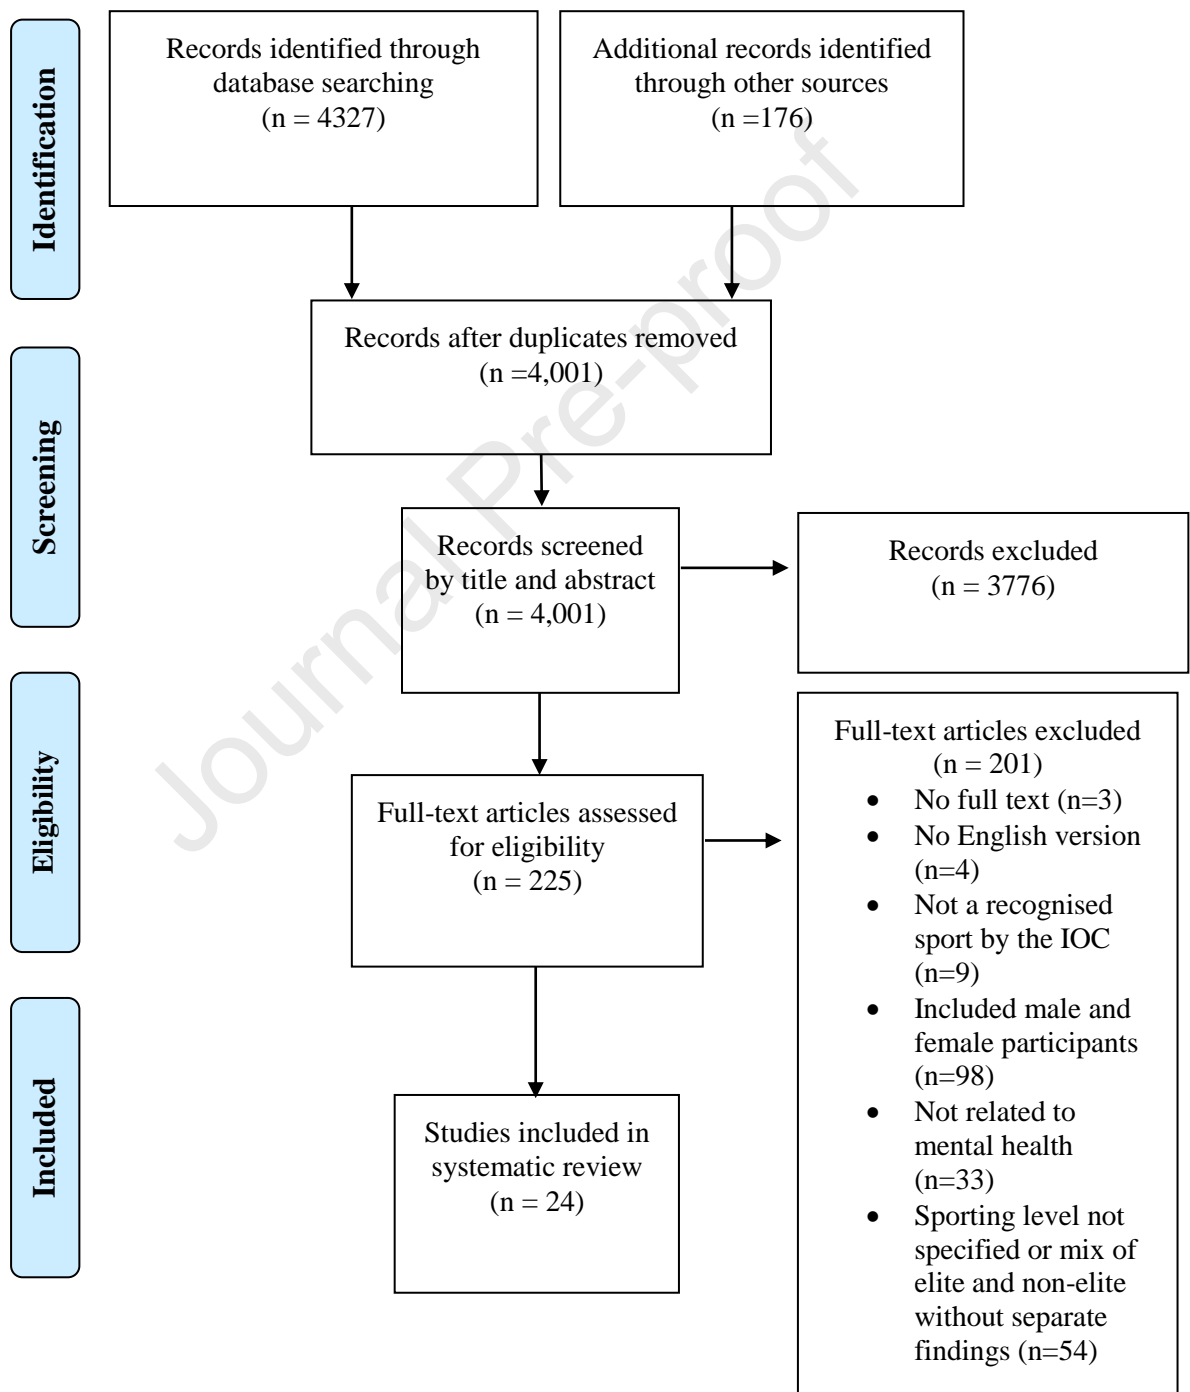 Identification
Records identified through
database searching
(n = 4327)
Additional records identified
through other sources
(n =176)
Records after duplicates removed
(n =4,001)
Screening
Records screened
by title and abstract
(n = 4,001)
Records excluded
(n = 3776)
Eligibility
Full-text articles assessed
for eligibility
(n = 225)
Full-text articles excluded
(n = 201)
• No full text (n=3)
• No English version
(n=4)
• Not a recognised
sport by the IOC
(n=9)
• Included male and
female participants
(n=98)
• Not related to
mental health
(n=33)
• Sporting level not
specified or mix of
elite and non-elite
without separate
findings (n=54)
Included
Studies included in
systematic review
(n = 24)
Journal Pre-proof